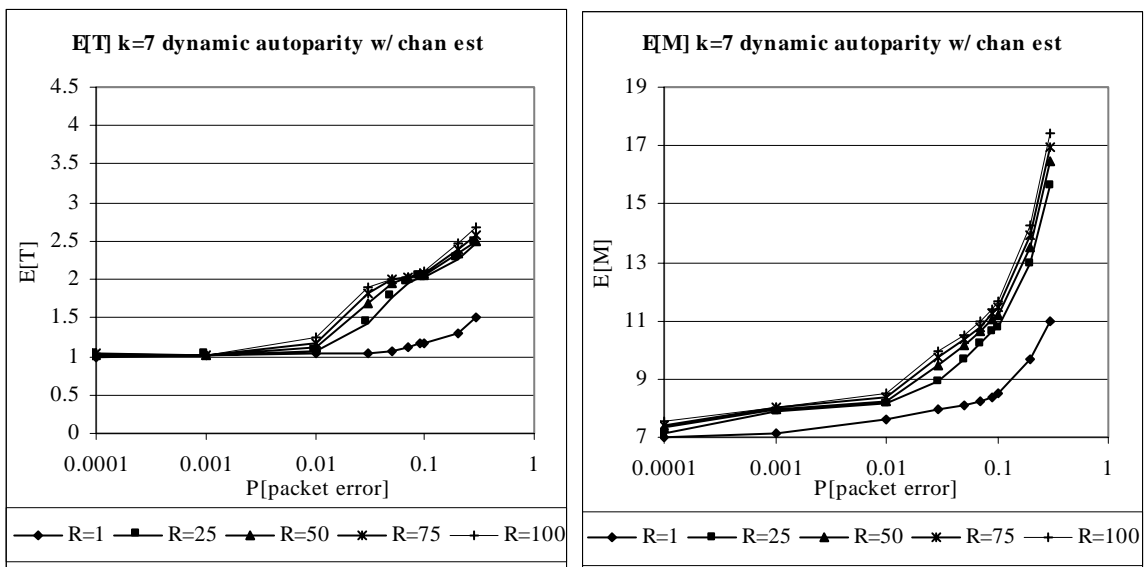 E[T] k=7 dynamic autoparity w/ chan est
4.5
4
3.5
3
2.5
2
1.5
1
0.5
0
E[T]
0.0001 0.001 0.01 0.1 1
P[packet error]
R=1 R=25 R=50 R=75 R=100
E[M] k=7 dynamic autoparity w/ chan est
19
17
15
13
11
9
7
E[M]
0.0001 0.001 0.01 0.1 1
P[packet error]
R=1 R=25 R=50 R=75 R=100